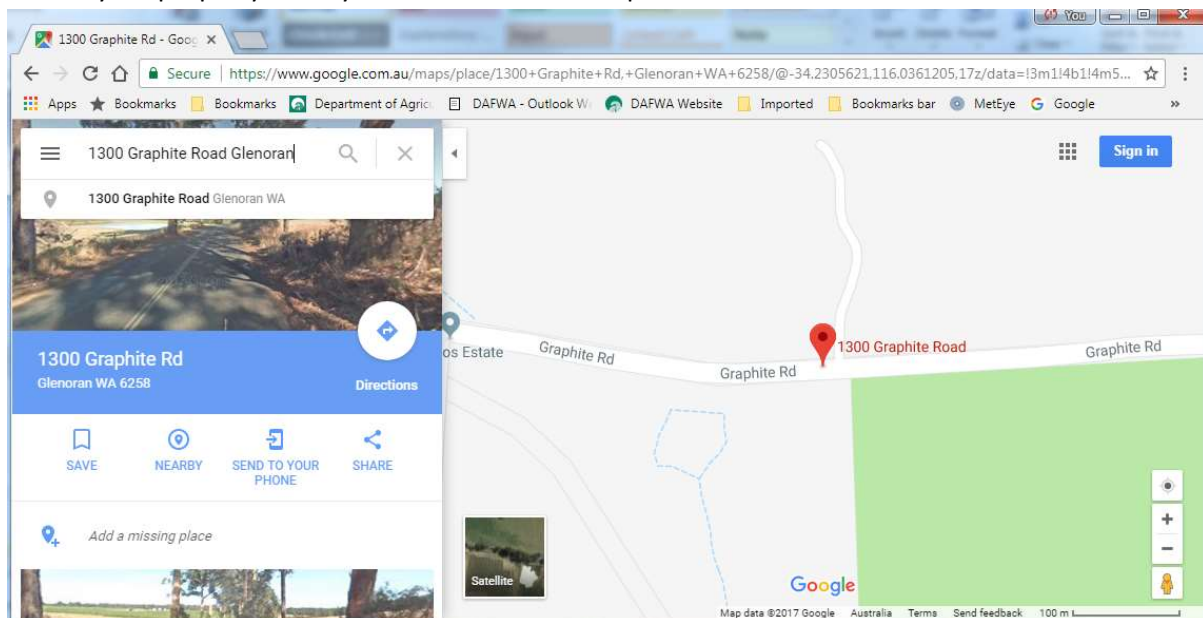 You
1300 Graphite Rd - Goog
Secure | https://www.google.com.au/maps/place/1300+Graphite+Rd,+Glenoran+WA+6258/@-34.2305621,116.0361205,17z/data=!3m1!4b1!4m5...
Apps Bookmarks Bookmarks Department of Agric DAFWA - Outlook W DAFWA Website Imported Bookmarks bar MetEye Google »
1300 Graphite Road Glenoran
Sign in
1300 Graphite Road Glenoran WA
1300 Graphite Rd
Glenoran WA 6258
Directions
os Estate
Graphite Rd
Graphite Rd
1300 Graphite Road
Graphite Rd
SAVE
NEARBY
SEND TO YOUR
PHONE
SHARE
Add a missing place
Satellite
Google
Map data ©2017 Google Australia Terms Send feedback 100 m